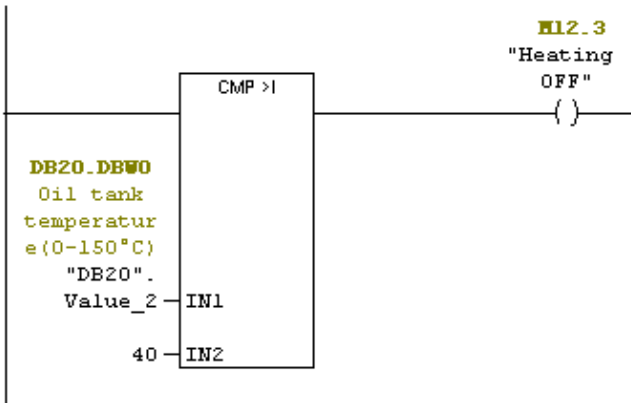 M12.3
"Heating
OFF"
CMP >I
( )
DB20.DBW0
Oil tank
temperatur
e(0-150°C)
"DB20".
Value_2
IN1
40
IN2